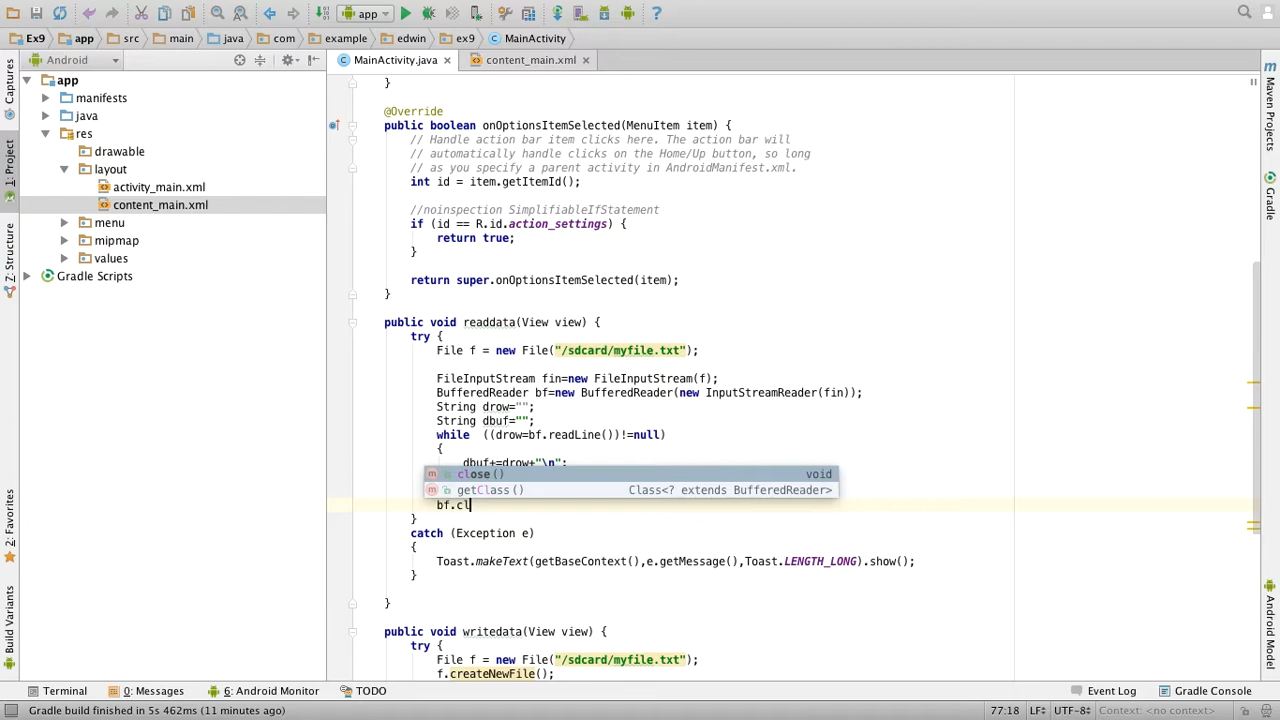 app
Ex9 app src main java com example edwin ex9 MainActivity
Android
MainActivity.java
content_main.xml
app
manifests
java
res
drawable
layout
activity_main.xml
content_main.xml
menu
mipmap
values
Gradle Scripts
Captures
1: Project
7: Structure
2: Favorites
Build Variants
}
@Override
public boolean onOptionsItemSelected(MenuItem item) {
// Handle action bar item clicks here. The action bar will
// automatically handle clicks on the Home/Up button, so long
// as you specify a parent activity in AndroidManifest.xml.
int id = item.getItemId();
//noinspection SimplifiableIfStatement
if (id == R.id.action_settings) {
return true;
}
return super.onOptionsItemSelected(item);
}
public void readdata(View view) {
try {
File f = new File("/sdcard/myfile.txt");
FileInputStream fin=new FileInputStream(f);
BufferedReader bf=new BufferedReader(new InputStreamReader(fin));
String drow="";
String dbuf="";
while ((drow=bf.readLine())!=null)
{
dbuf+=drow+"\n";
m close() void
m getClass() Class<? extends BufferedReader>
bf.cl
}
catch (Exception e)
{
Toast.makeText(getBaseContext(),e.getMessage(),Toast.LENGTH_LONG).show();
}
}
public void writedata(View view) {
try {
File f = new File("/sdcard/myfile.txt");
f.createNewFile();
Maven Projects
Gradle
Android Model
Terminal 0: Messages 6: Android Monitor TODO Event Log Gradle Console
Gradle build finished in 5s 462ms (11 minutes ago) 77:18 LF UTF-8 Context: <no context>